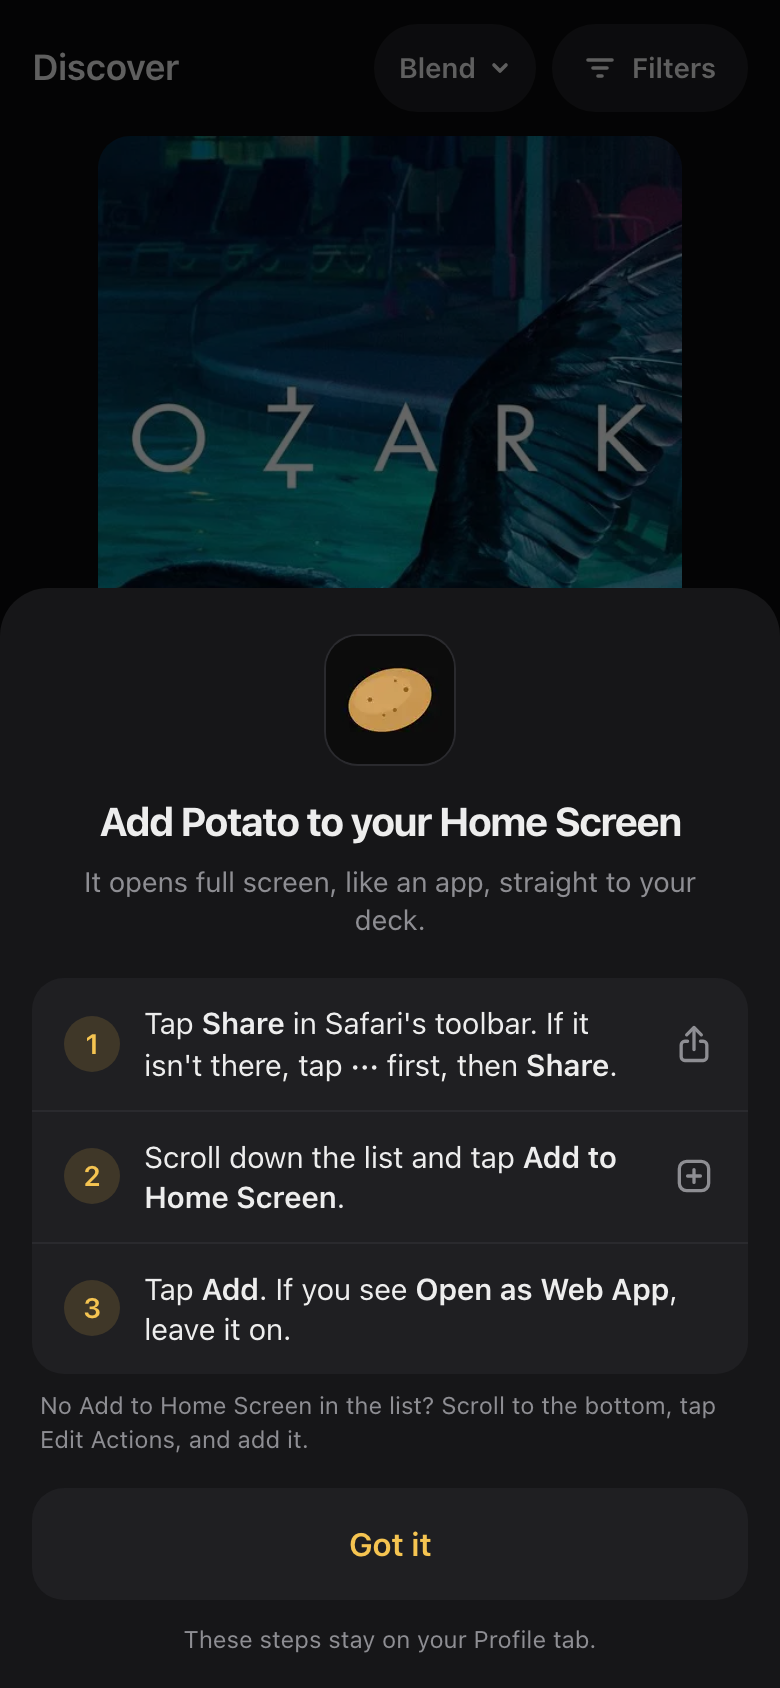 Discover
Blend
Filters
OŽARK
Add Potato to your Home Screen
It opens full screen, like an app, straight to your
deck.
1
Tap Share in Safari's toolbar. If it
isn't there, tap ··· first, then Share.
2
Scroll down the list and tap Add to
Home Screen.
3
Tap Add. If you see Open as Web App,
leave it on.
No Add to Home Screen in the list? Scroll to the bottom, tap
Edit Actions, and add it.
Got it
These steps stay on your Profile tab.